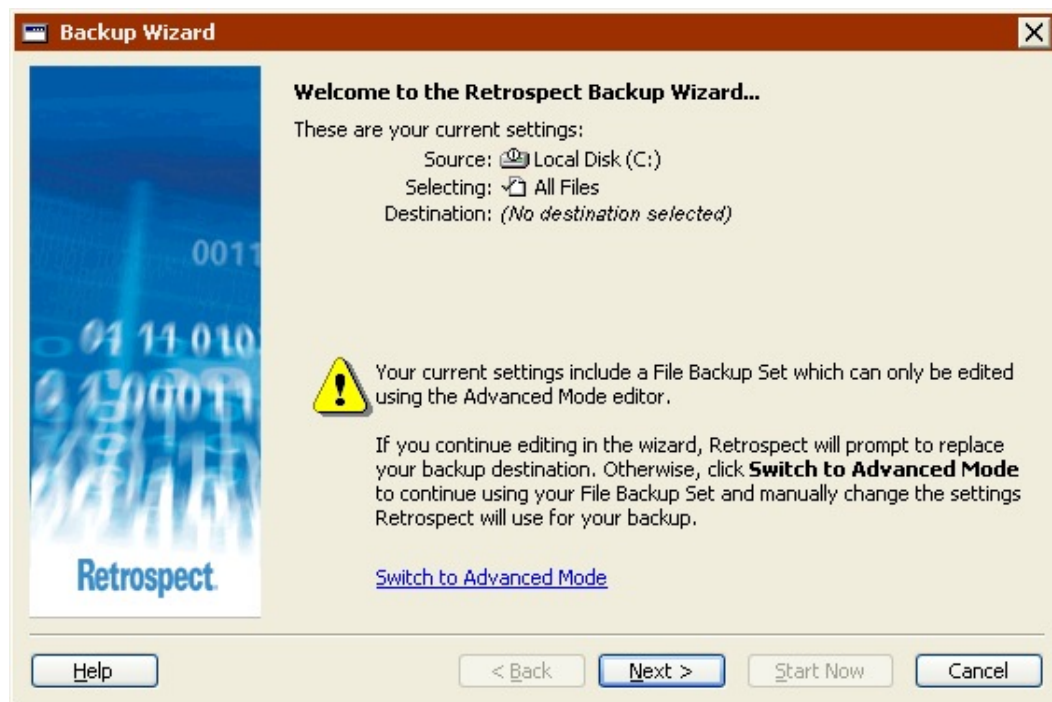 Backup Wizard
Welcome to the Retrospect Backup Wizard...
These are your current settings:
Source: Local Disk (C:)
Selecting: All Files
Destination: (No destination selected)
0011
01 11 010
0 1 00011
Your current settings include a File Backup Set which can only be edited
using the Advanced Mode editor.
If you continue editing in the wizard, Retrospect will prompt to replace
your backup destination. Otherwise, click Switch to Advanced Mode
to continue using your File Backup Set and manually change the settings
Retrospect will use for your backup.
Retrospect.
Switch to Advanced Mode
Help
< Back
Next >
Start Now
Cancel